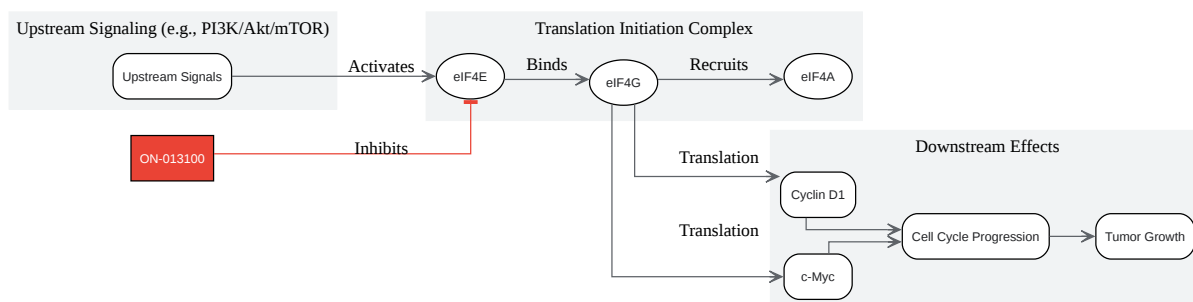 Upstream Signaling (e.g., PI3K/Akt/mTOR)
Translation Initiation Complex
Upstream Signals
Activates
eIF4E
Binds
eIF4G
Recruits
eIF4A
ON-013100
Inhibits
Downstream Effects
Translation
Cyclin D1
Translation
Cell Cycle Progression
Tumor Growth
c-Myc